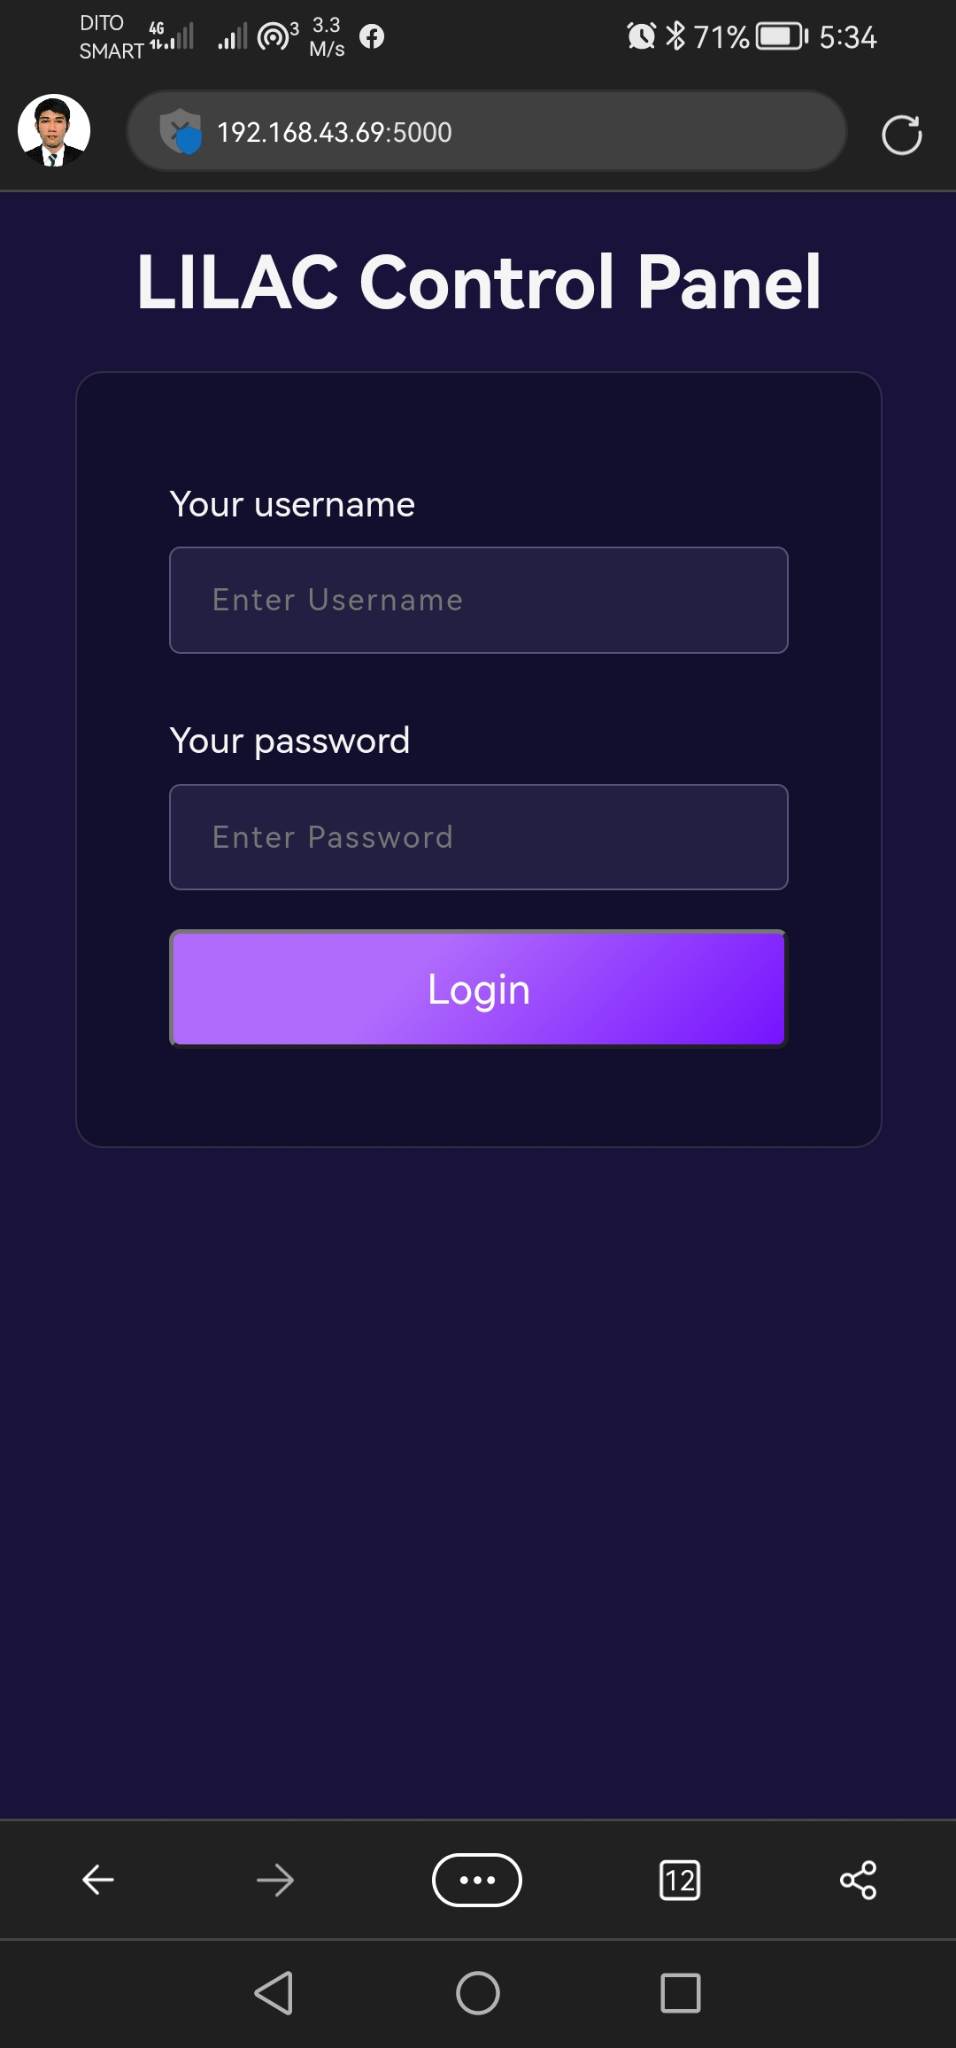 DITO 4G 3 3.3 71% 5:34
SMART M/s
192.168.43.69:5000
LILAC Control Panel
Your username
Enter Username
Your password
Enter Password
Login
12